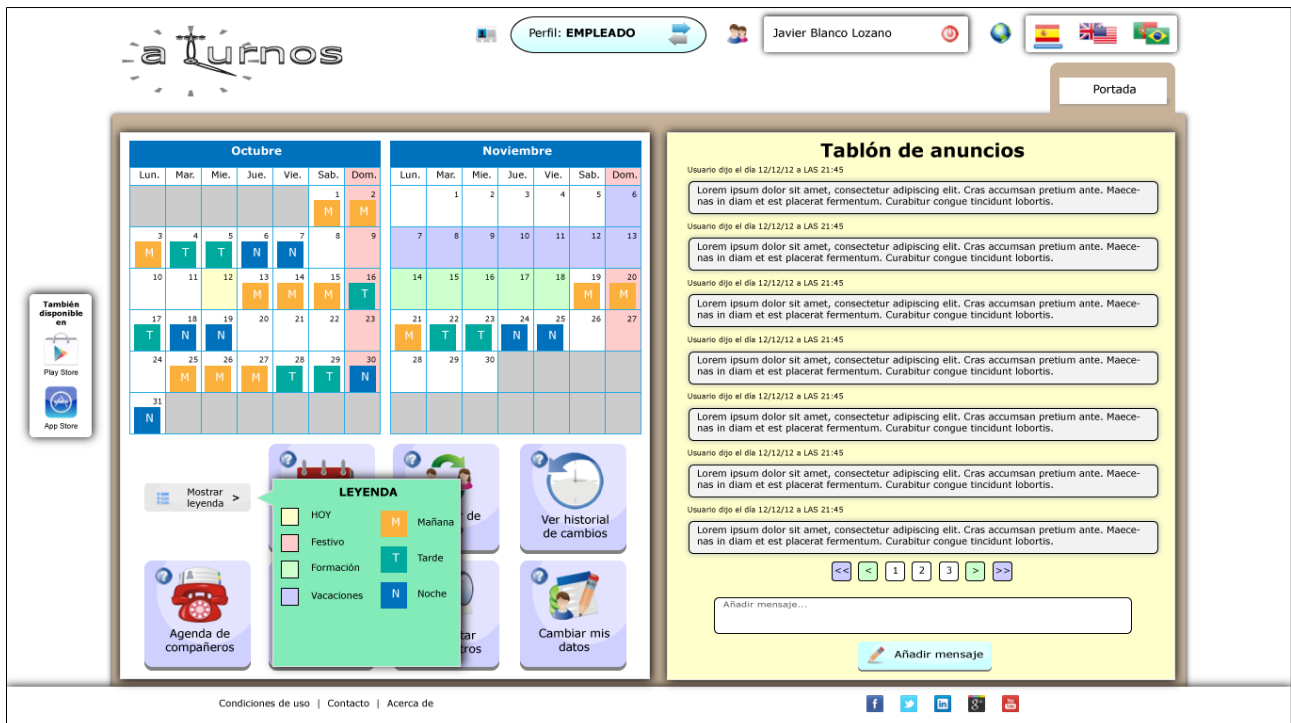 aTurnos
Perfil: EMPLEADO
Javier Blanco Lozano
Portada
También
disponible
en
Play Store
App Store
Octubre
Lun. Mar. Mie. Jue. Vie. Sab. Dom.
1 2
M M
3 4 5 6 7 8 9
M T T N N
10 11 12 13 14 15 16
M M M T
17 18 19 20 21 22 23
T N N
24 25 26 27 28 29 30
M M M T T N
31
N
Noviembre
Lun. Mar. Mie. Jue. Vie. Sab. Dom.
1 2 3 4 5 6
7 8 9 10 11 12 13
14 15 16 17 18 19 20
M M
21 22 23 24 25 26 27
M T T N N
28 29 30
Mostrar
leyenda >
LEYENDA
HOY
Festivo
Formación
Vacaciones
M Mañana
T Tarde
N Noche
? ? ? ? ?
de
Ver historial
de cambios
Agenda de
compañeros
tar
ros
Cambiar mis
datos
Tablón de anuncios
Usuario dijo el día 12/12/12 a LAS 21:45
Lorem ipsum dolor sit amet, consectetur adipiscing elit. Cras accumsan pretium ante. Maece-
nas in diam et est placerat fermentum. Curabitur congue tincidunt lobortis.
Usuario dijo el día 12/12/12 a LAS 21:45
Lorem ipsum dolor sit amet, consectetur adipiscing elit. Cras accumsan pretium ante. Maece-
nas in diam et est placerat fermentum. Curabitur congue tincidunt lobortis.
Usuario dijo el día 12/12/12 a LAS 21:45
Lorem ipsum dolor sit amet, consectetur adipiscing elit. Cras accumsan pretium ante. Maece-
nas in diam et est placerat fermentum. Curabitur congue tincidunt lobortis.
Usuario dijo el día 12/12/12 a LAS 21:45
Lorem ipsum dolor sit amet, consectetur adipiscing elit. Cras accumsan pretium ante. Maece-
nas in diam et est placerat fermentum. Curabitur congue tincidunt lobortis.
Usuario dijo el día 12/12/12 a LAS 21:45
Lorem ipsum dolor sit amet, consectetur adipiscing elit. Cras accumsan pretium ante. Maece-
nas in diam et est placerat fermentum. Curabitur congue tincidunt lobortis.
Usuario dijo el día 12/12/12 a LAS 21:45
Lorem ipsum dolor sit amet, consectetur adipiscing elit. Cras accumsan pretium ante. Maece-
nas in diam et est placerat fermentum. Curabitur congue tincidunt lobortis.
Usuario dijo el día 12/12/12 a LAS 21:45
Lorem ipsum dolor sit amet, consectetur adipiscing elit. Cras accumsan pretium ante. Maece-
nas in diam et est placerat fermentum. Curabitur congue tincidunt lobortis.
<< < 1 2 3 > >>
Añadir mensaje...
Añadir mensaje
Condiciones de uso | Contacto | Acerca de